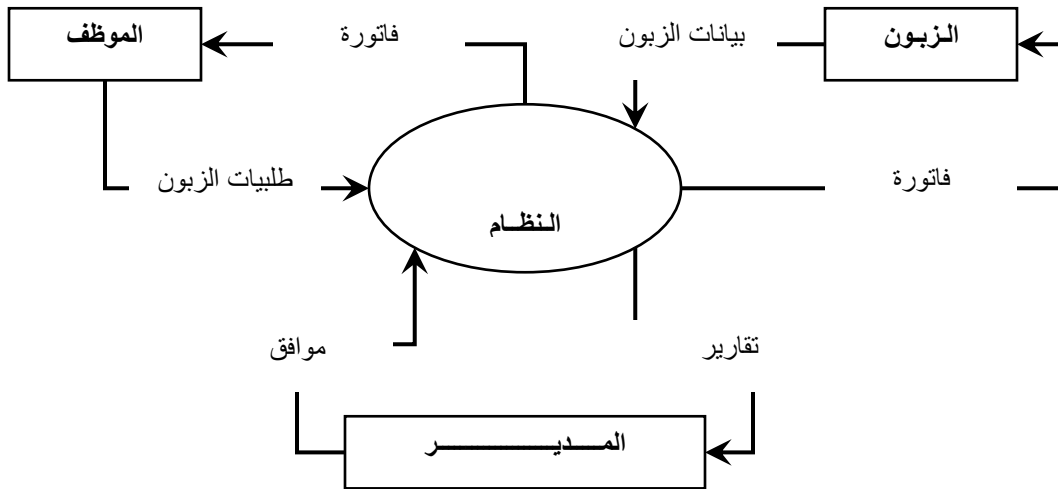 الزبون
بيانات الزبون
فاتورة
الموظف
فاتورة
طلبيات الزبون
النظام
تقارير
موافق
المدير